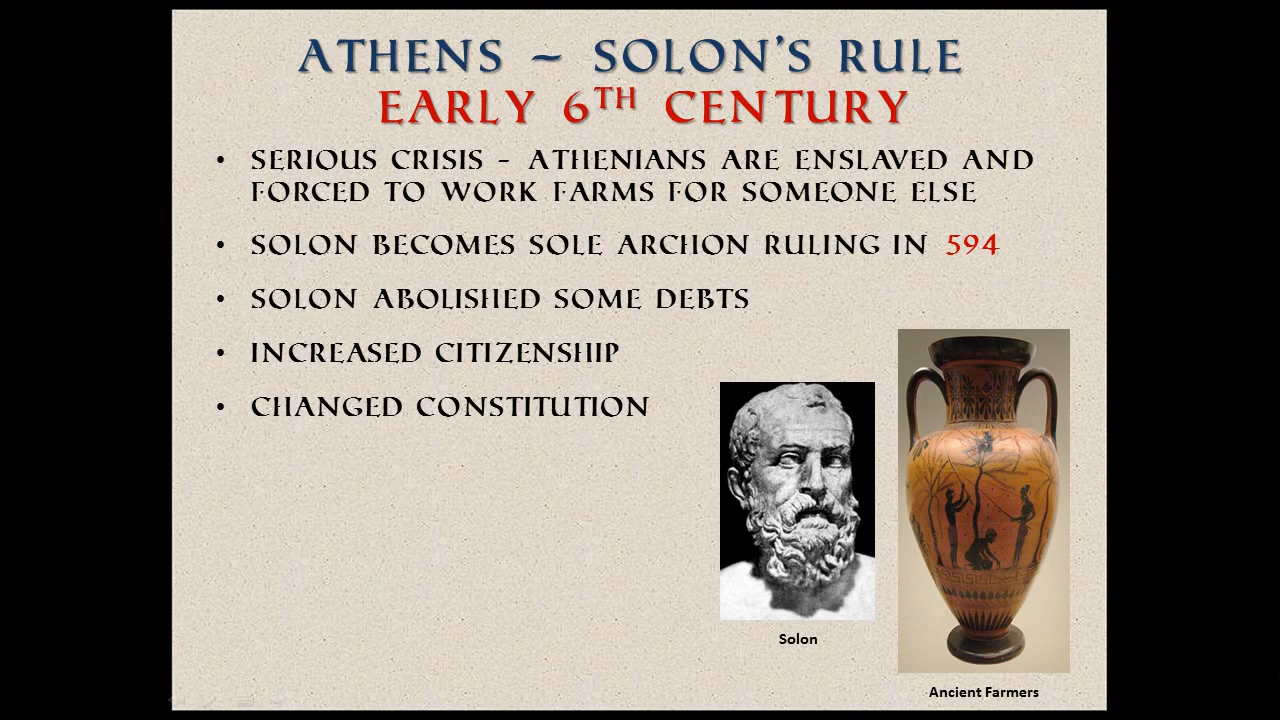 ATHENS – SOLON'S RULE
EARLY 6TH CENTURY
• SERIOUS CRISIS - ATHENIANS ARE ENSLAVED AND
FORCED TO WORK FARMS FOR SOMEONE ELSE
• SOLON BECOMES SOLE ARCHON RULING IN 594
• SOLON ABOLISHED SOME DEBTS
• INCREASED CITIZENSHIP
• CHANGED CONSTITUTION
Solon
Ancient Farmers